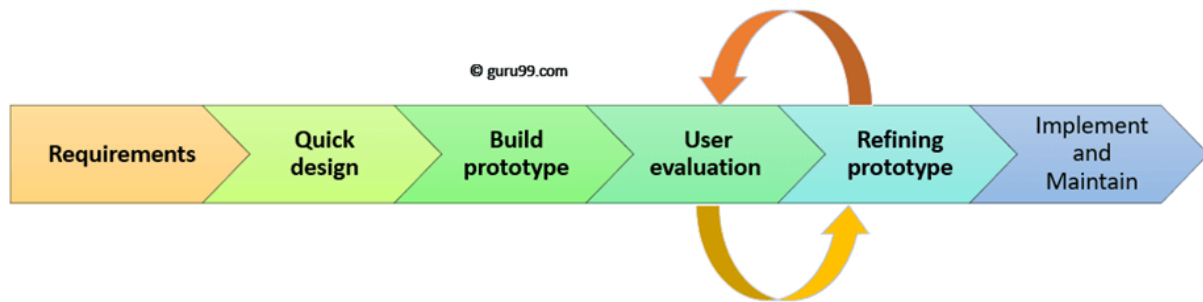 © guru99.com
Requirements
Quick
design
Build
prototype
User
evaluation
Refining
prototype
Implement
and
Maintain